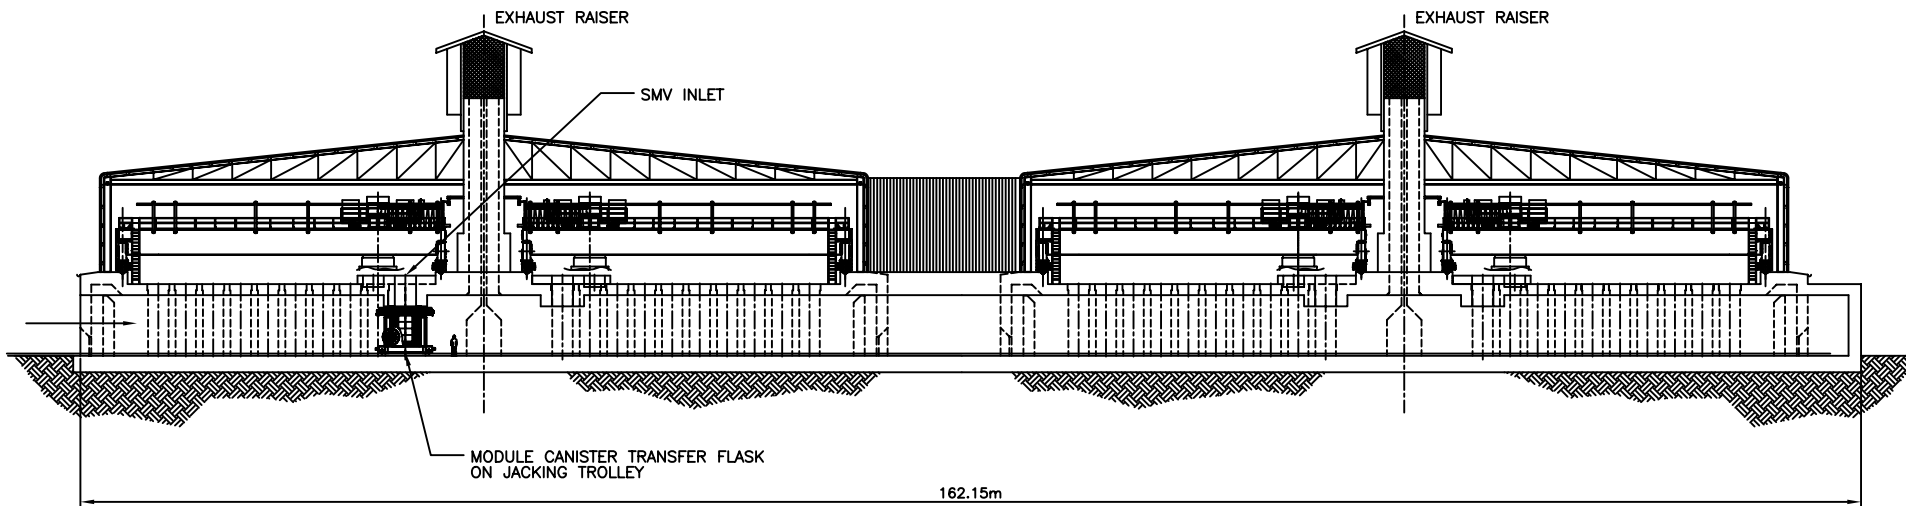 EXHAUST RAISER
EXHAUST RAISER
SMV INLET
MODULE CANISTER TRANSFER FLASK
ON JACKING TROLLEY
162.15m